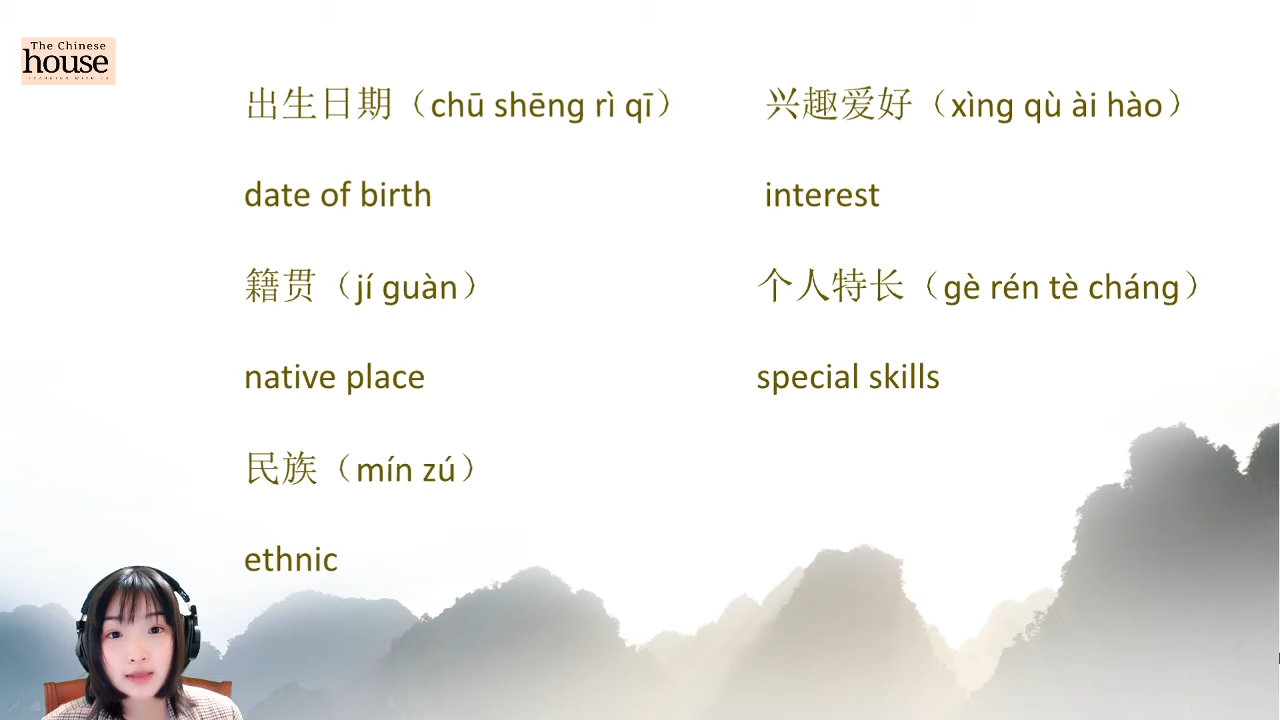 The Chinese
house
出生日期（chū shēng rì qī）
date of birth
籍贯（jí guàn）
native place
民族（mín zú）
ethnic
兴趣爱好（xìng qù ài hào）
interest
个人特长（gè rén tè cháng）
special skills